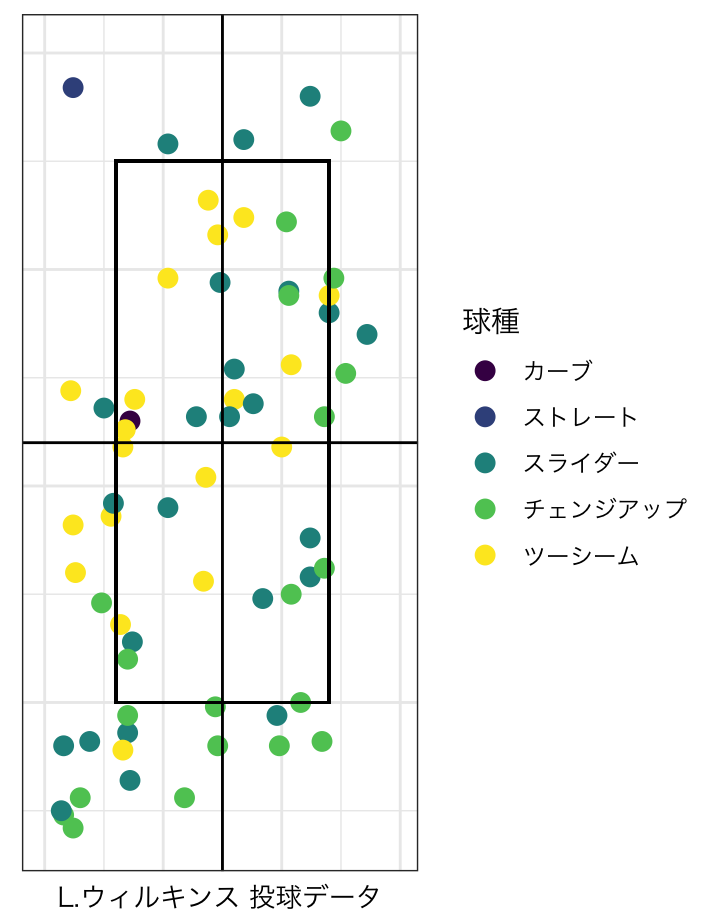 球種
カーブ
ストレート
スライダー
チェンジアップ
ツーシーム
L.ウィルキンス 投球データ